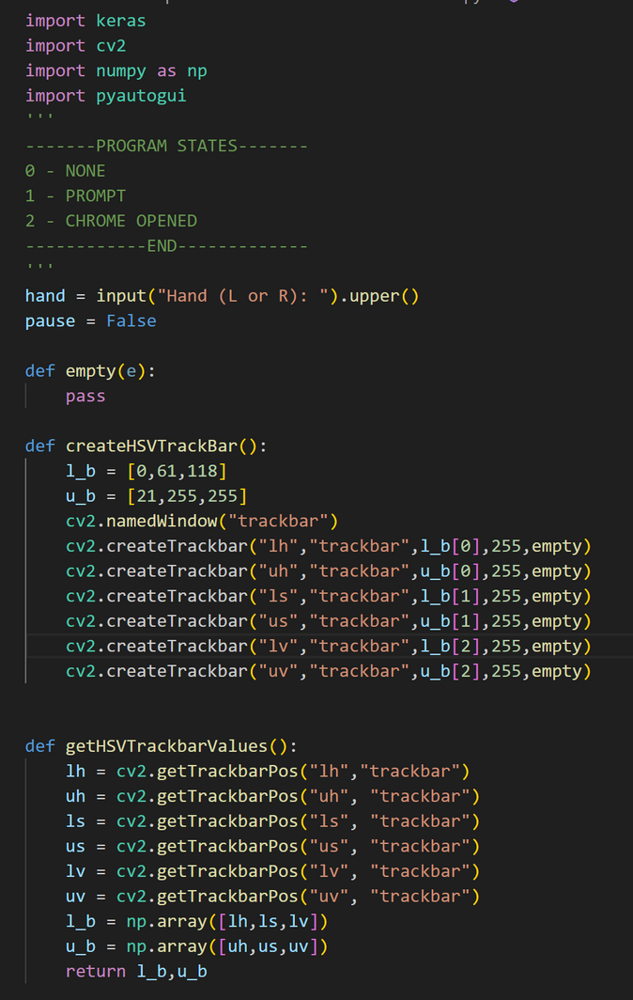 import keras
import cv2
import numpy as np
import pyautogui
'''
-------PROGRAM STATES-------
0 - NONE
1 - PROMPT
2 - CHROME OPENED
------------END-------------
'''
hand = input("Hand (L or R): ").upper()
pause = False
def empty(e):
    pass
def createHSVTrackBar():
    l_b = [0,61,118]
    u_b = [21,255,255]
    cv2.namedWindow("trackbar")
    cv2.createTrackbar("lh","trackbar",l_b[0],255,empty)
    cv2.createTrackbar("uh","trackbar",u_b[0],255,empty)
    cv2.createTrackbar("ls","trackbar",l_b[1],255,empty)
    cv2.createTrackbar("us","trackbar",u_b[1],255,empty)
    cv2.createTrackbar("lv","trackbar",l_b[2],255,empty)
    cv2.createTrackbar("uv","trackbar",u_b[2],255,empty)
def getHSVTrackbarValues():
    lh = cv2.getTrackbarPos("lh","trackbar")
    uh = cv2.getTrackbarPos("uh", "trackbar")
    ls = cv2.getTrackbarPos("ls", "trackbar")
    us = cv2.getTrackbarPos("us", "trackbar")
    lv = cv2.getTrackbarPos("lv", "trackbar")
    uv = cv2.getTrackbarPos("uv", "trackbar")
    l_b = np.array([lh,ls,lv])
    u_b = np.array([uh,us,uv])
    return l_b,u_b